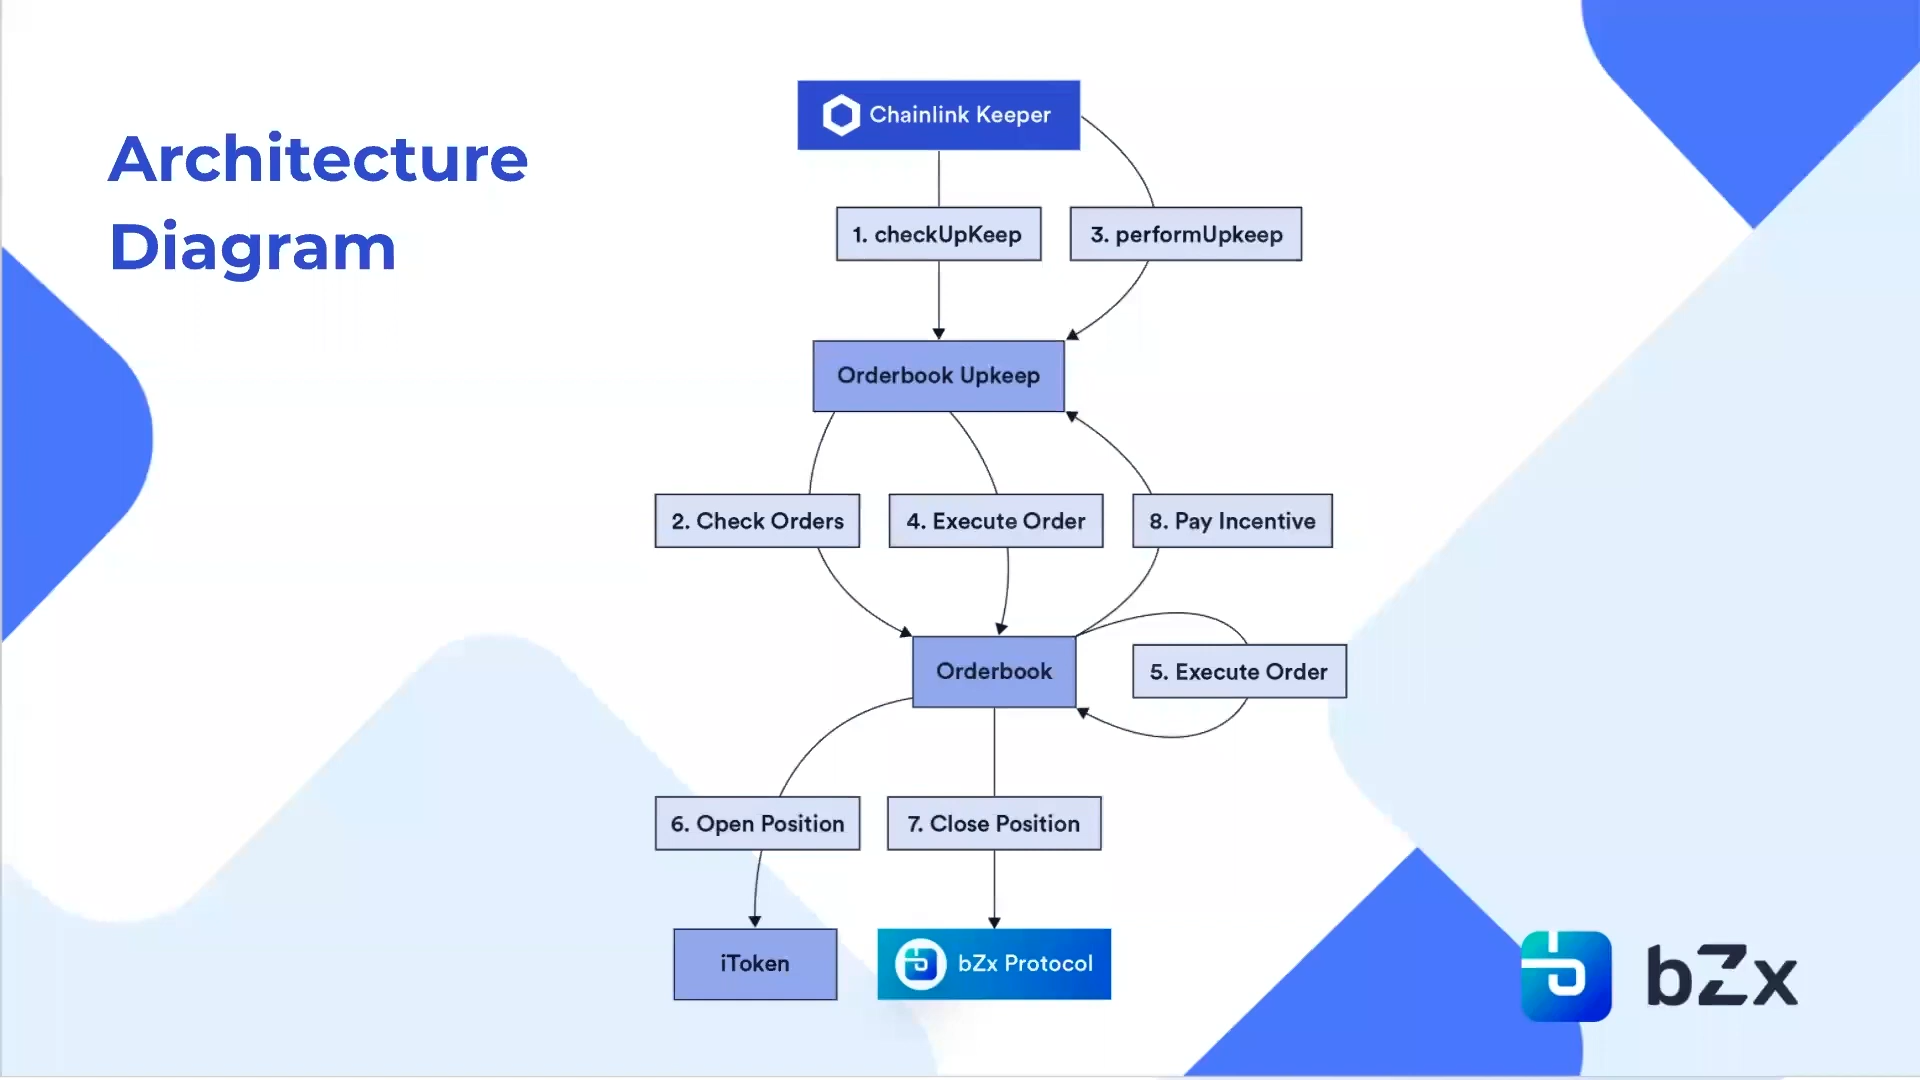 Architecture
Diagram
Chainlink Keeper
1. checkUpKeep
3. performUpkeep
Orderbook Upkeep
2. Check Orders
4. Execute Order
8. Pay Incentive
Orderbook
5. Execute Order
6. Open Position
7. Close Position
iToken
bZx Protocol
bZx